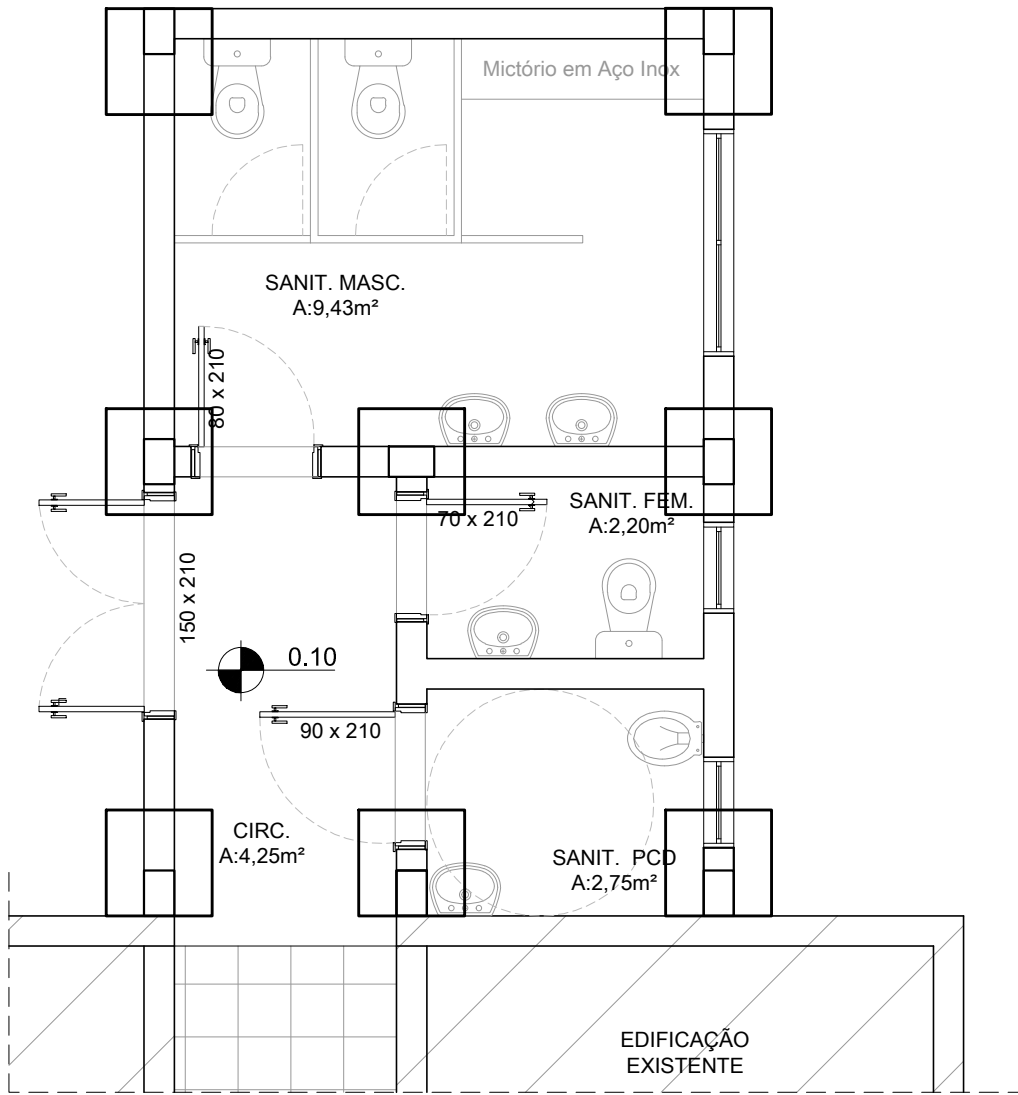 Mictório em Aço Inox
SANIT. MASC.
A:9,43m²
80 x 210
SANIT. FEM.
A:2,20m²
70 x 210
150 x 210
0.10
90 x 210
CIRC.
A:4,25m²
SANIT. PCD
A:2,75m²
EDIFICAÇÃO
EXISTENTE